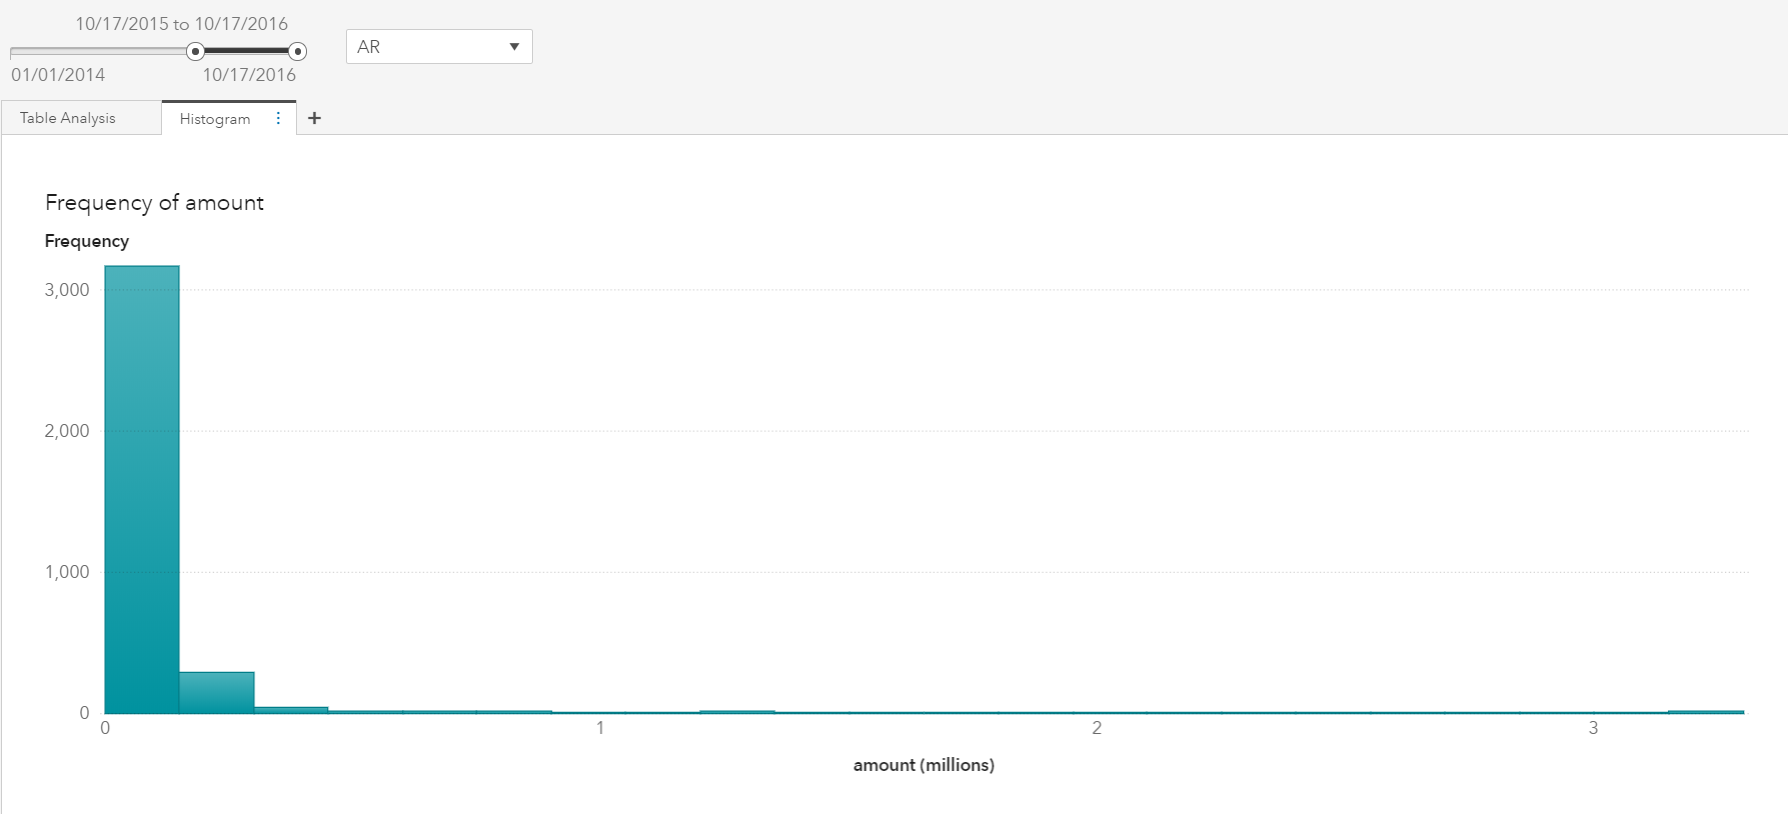 10/17/2015 to 10/17/2016
01/01/2014 10/17/2016
AR
Table Analysis Histogram +
Frequency of amount
Frequency
3,000
2,000
1,000
0
0 1 2 3
amount (millions)